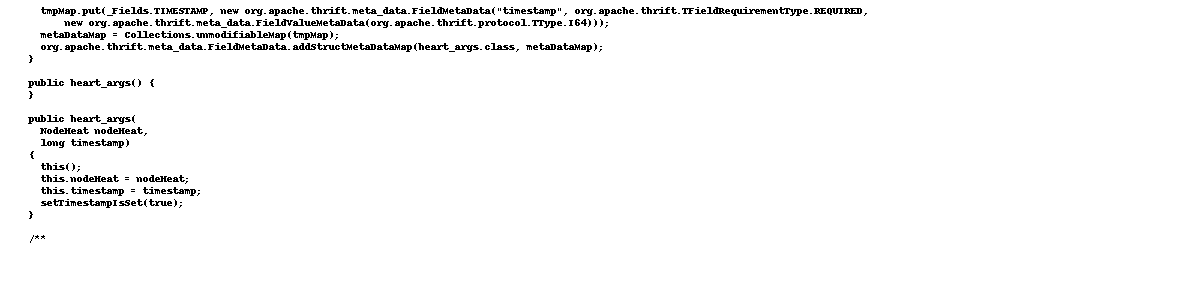 tmpMap.put(_Fields.TIMESTAMP, new org.apache.thrift.meta_data.FieldMetaData("timestamp", org.apache.thrift.TFieldRequirementType.REQUIRED,
new org.apache.thrift.meta_data.FieldValueMetaData(org.apache.thrift.protocol.TType.I64)));
metaDataMap = Collections.unmodifiableMap(tmpMap);
org.apache.thrift.meta_data.FieldMetaData.addStructMetaDataMap(heart_args.class, metaDataMap);
}
public heart_args() {
}
public heart_args(
NodeHeat nodeHeat,
long timestamp)
{
this();
this.nodeHeat = nodeHeat;
this.timestamp = timestamp;
setTimestampIsSet(true);
}
/**